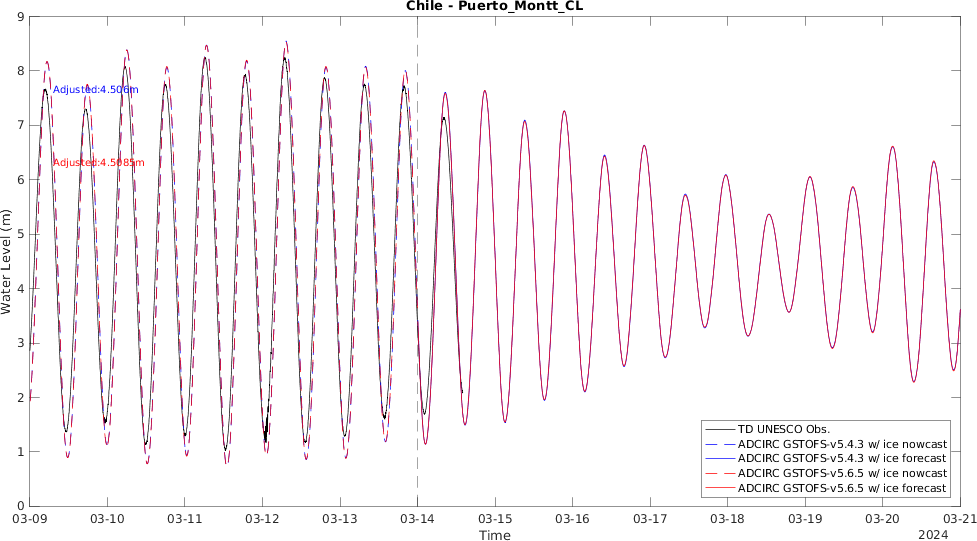 Chile - Puerto_Montt_CL
9
8
7
6
5
4
3
2
1
0
Water Level (m)
Adjusted:4.506m
Adjusted:4.5085m
TD UNESCO Obs.
ADCIRC GSTOFS-v5.4.3 w/ ice nowcast
ADCIRC GSTOFS-v5.4.3 w/ ice forecast
ADCIRC GSTOFS-v5.6.5 w/ ice nowcast
ADCIRC GSTOFS-v5.6.5 w/ ice forecast
03-09 03-10 03-11 03-12 03-13 03-14 03-15 03-16 03-17 03-18 03-19 03-20 03-21
Time
2024